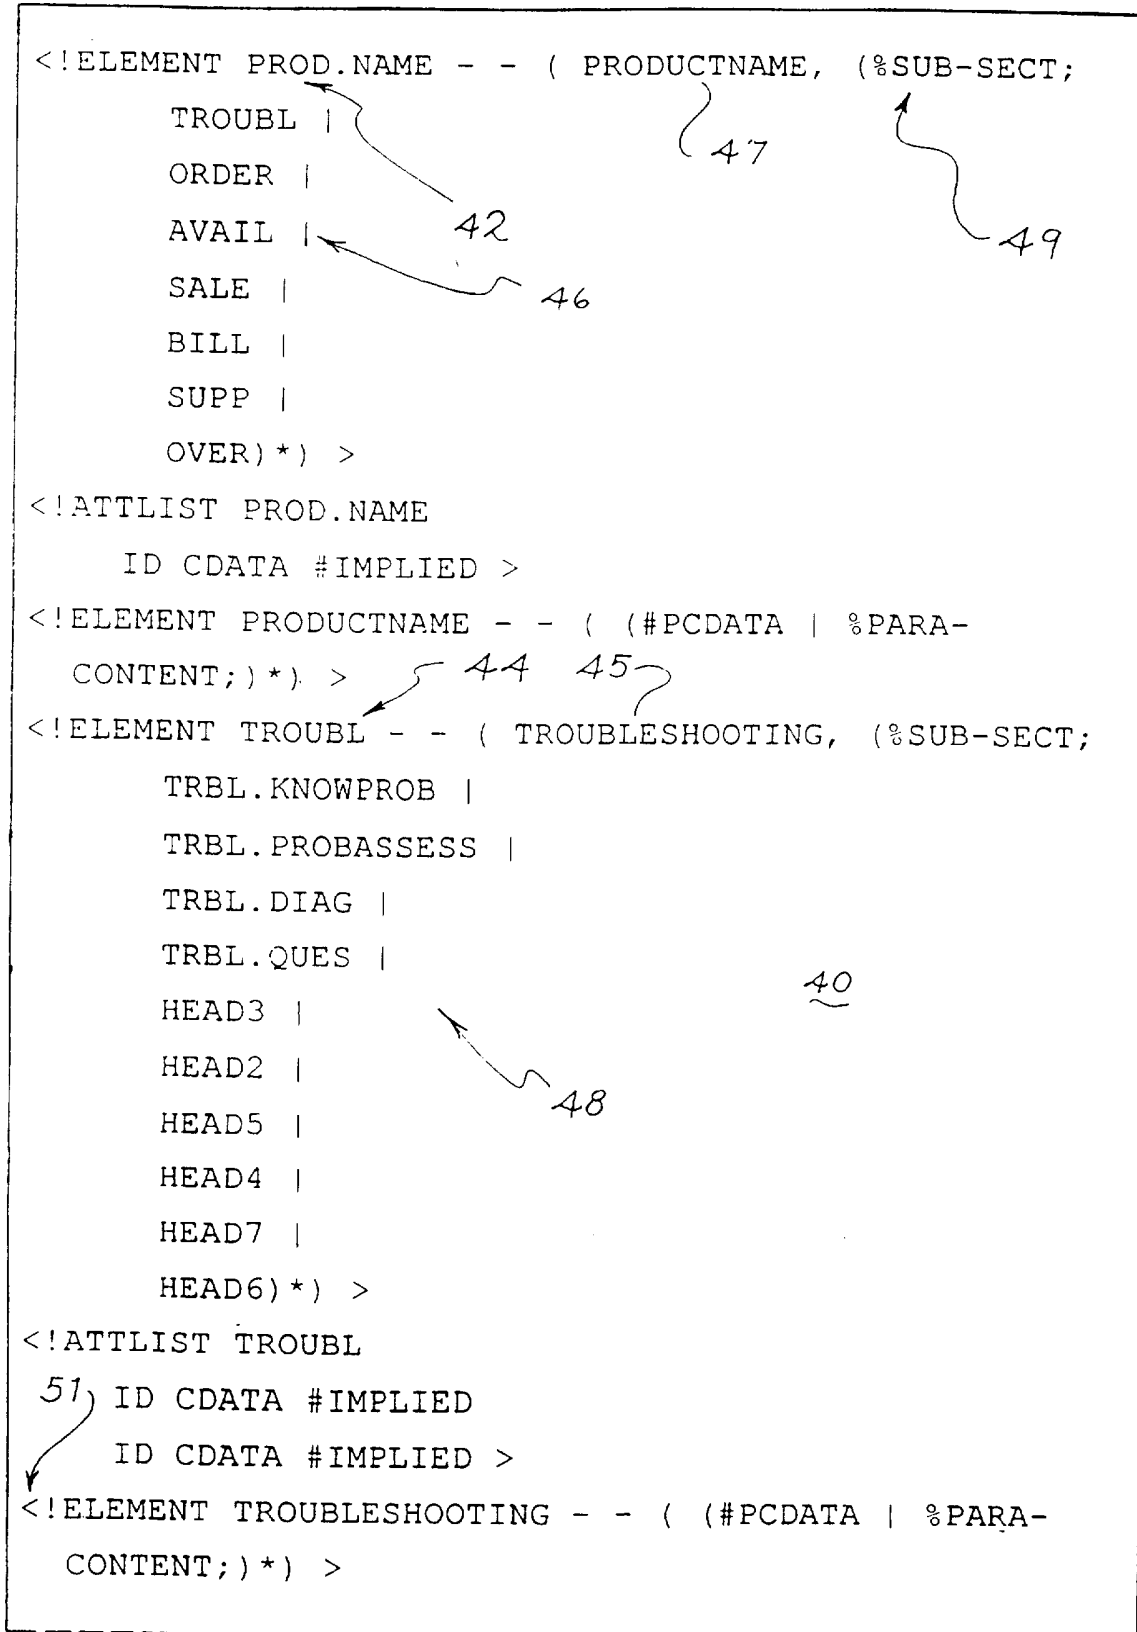 <!ELEMENT PROD.NAME - - ( PRODUCTNAME, (%SUB-SECT;
TROUBL |
47
ORDER |
42
AVAIL |
49
SALE |
46
BILL |
SUPP |
OVER)*) >
<!ATTLIST PROD.NAME
ID CDATA #IMPLIED >
<!ELEMENT PRODUCTNAME - - ( (#PCDATA | %PARA-
CONTENT;)*) >
44 45
<!ELEMENT TROUBL - - ( TROUBLESHOOTING, (%SUB-SECT;
TRBL.KNOWPROB |
TRBL.PROBASSESS |
TRBL.DIAG |
TRBL.QUES |
40
HEAD3 |
HEAD2 |
48
HEAD5 |
HEAD4 |
HEAD7 |
HEAD6)*) >
<!ATTLIST TROUBL
51 ID CDATA #IMPLIED
ID CDATA #IMPLIED >
<!ELEMENT TROUBLESHOOTING - - ( (#PCDATA | %PARA-
CONTENT;)*) >